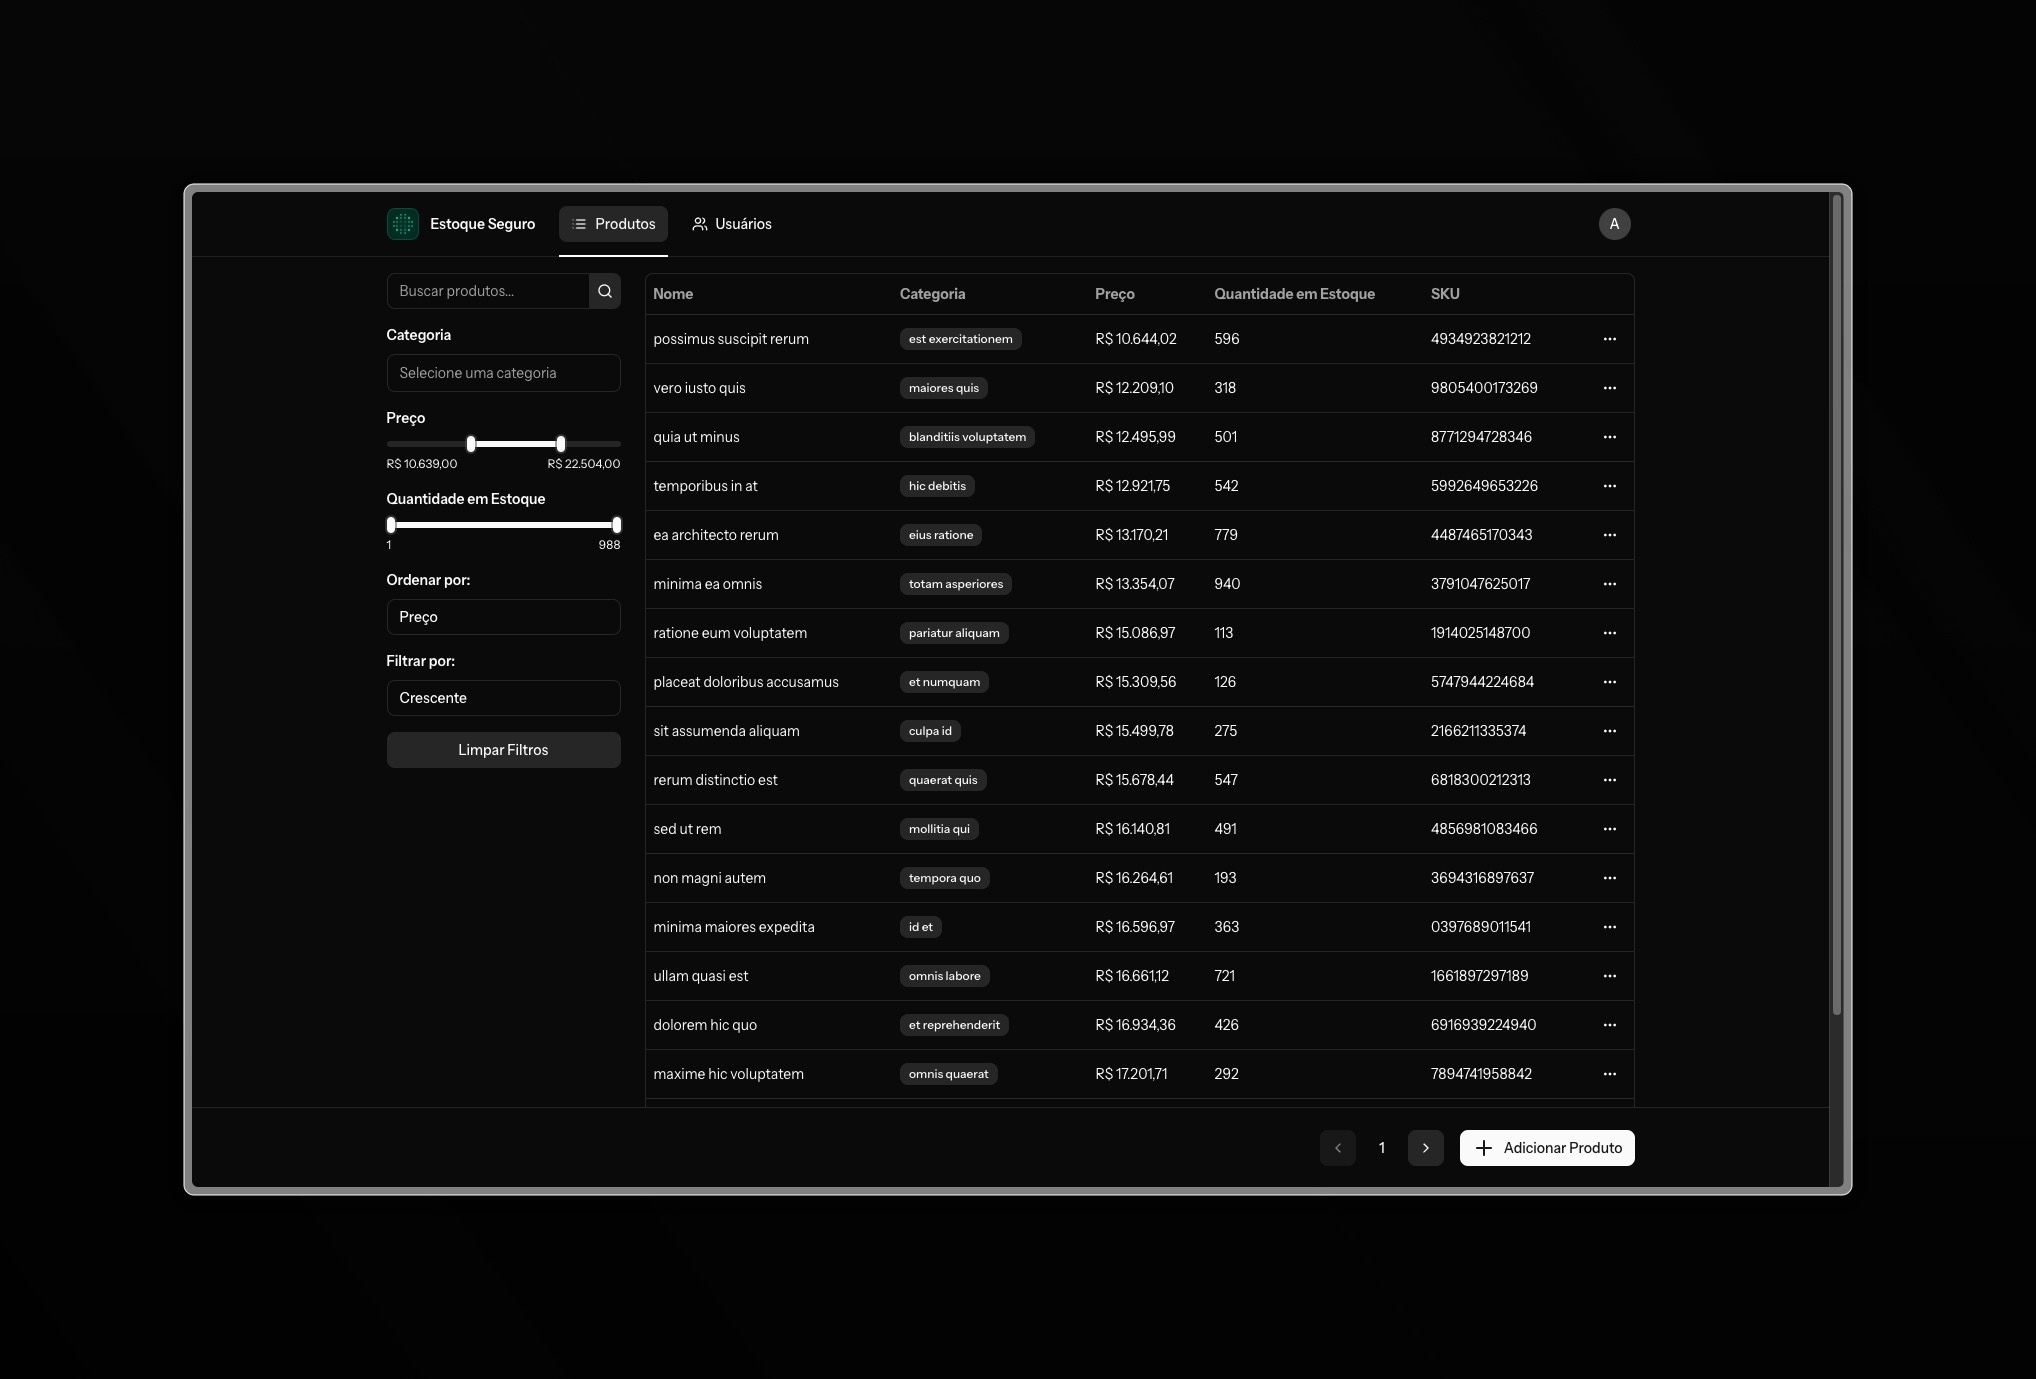 Estoque Seguro Produtos Usuários A
Buscar produtos...
Categoria
Selecione uma categoria
Preço
R$ 10.639,00 R$ 22.504,00
Quantidade em Estoque
1 988
Ordenar por:
Preço
Filtrar por:
Crescente
Limpar Filtros
Nome Categoria Preço Quantidade em Estoque SKU
possimus suscipit rerum est exercitationem R$ 10.644,02 596 4934923821212
vero iusto quis maiores quis R$ 12.209,10 318 9805400173269
quia ut minus blanditiis voluptatem R$ 12.495,99 501 8771294728346
temporibus in at hic debitis R$ 12.921,75 542 5992649653226
ea architecto rerum eius ratione R$ 13.170,21 779 4487465170343
minima ea omnis totam asperiores R$ 13.354,07 940 3791047625017
ratione eum voluptatem pariatur aliquam R$ 15.086,97 113 1914025148700
placeat doloribus accusamus et numquam R$ 15.309,56 126 5747944224684
sit assumenda aliquam culpa id R$ 15.499,78 275 2166211335374
rerum distinctio est quaerat quis R$ 15.678,44 547 6818300212313
sed ut rem mollitia qui R$ 16.140,81 491 4856981083466
non magni autem tempora quo R$ 16.264,61 193 3694316897637
minima maiores expedita id et R$ 16.596,97 363 0397689011541
ullam quasi est omnis labore R$ 16.661,12 721 1661897297189
dolorem hic quo et reprehenderit R$ 16.934,36 426 6916939224940
maxime hic voluptatem omnis quaerat R$ 17.201,71 292 7894741958842
1 Adicionar Produto